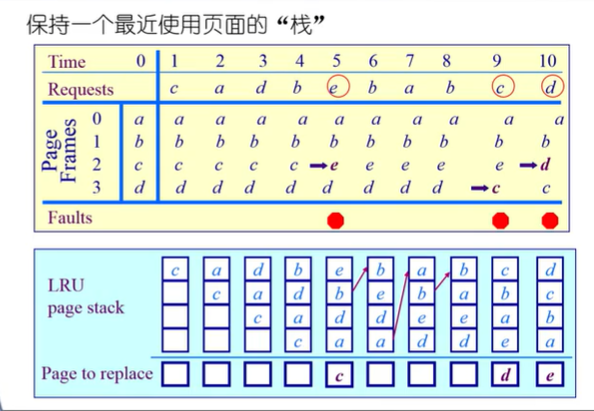 保持一个最近使用页面的“栈”
Time 0 1 2 3 4 5 6 7 8 9 10
Requests c a d b e b a b c d
Page Frames
0 a a a a a a a a a a a
1 b b b b b b b b b b b
2 c c c c c ➡e e e e e ➡d
3 d d d d d d d d d ➡c c
Faults
LRU page stack
c a d b e b a b c d
c a d b e b a b c
c a d d e e a b
c a a d d e a
Page to replace c d e